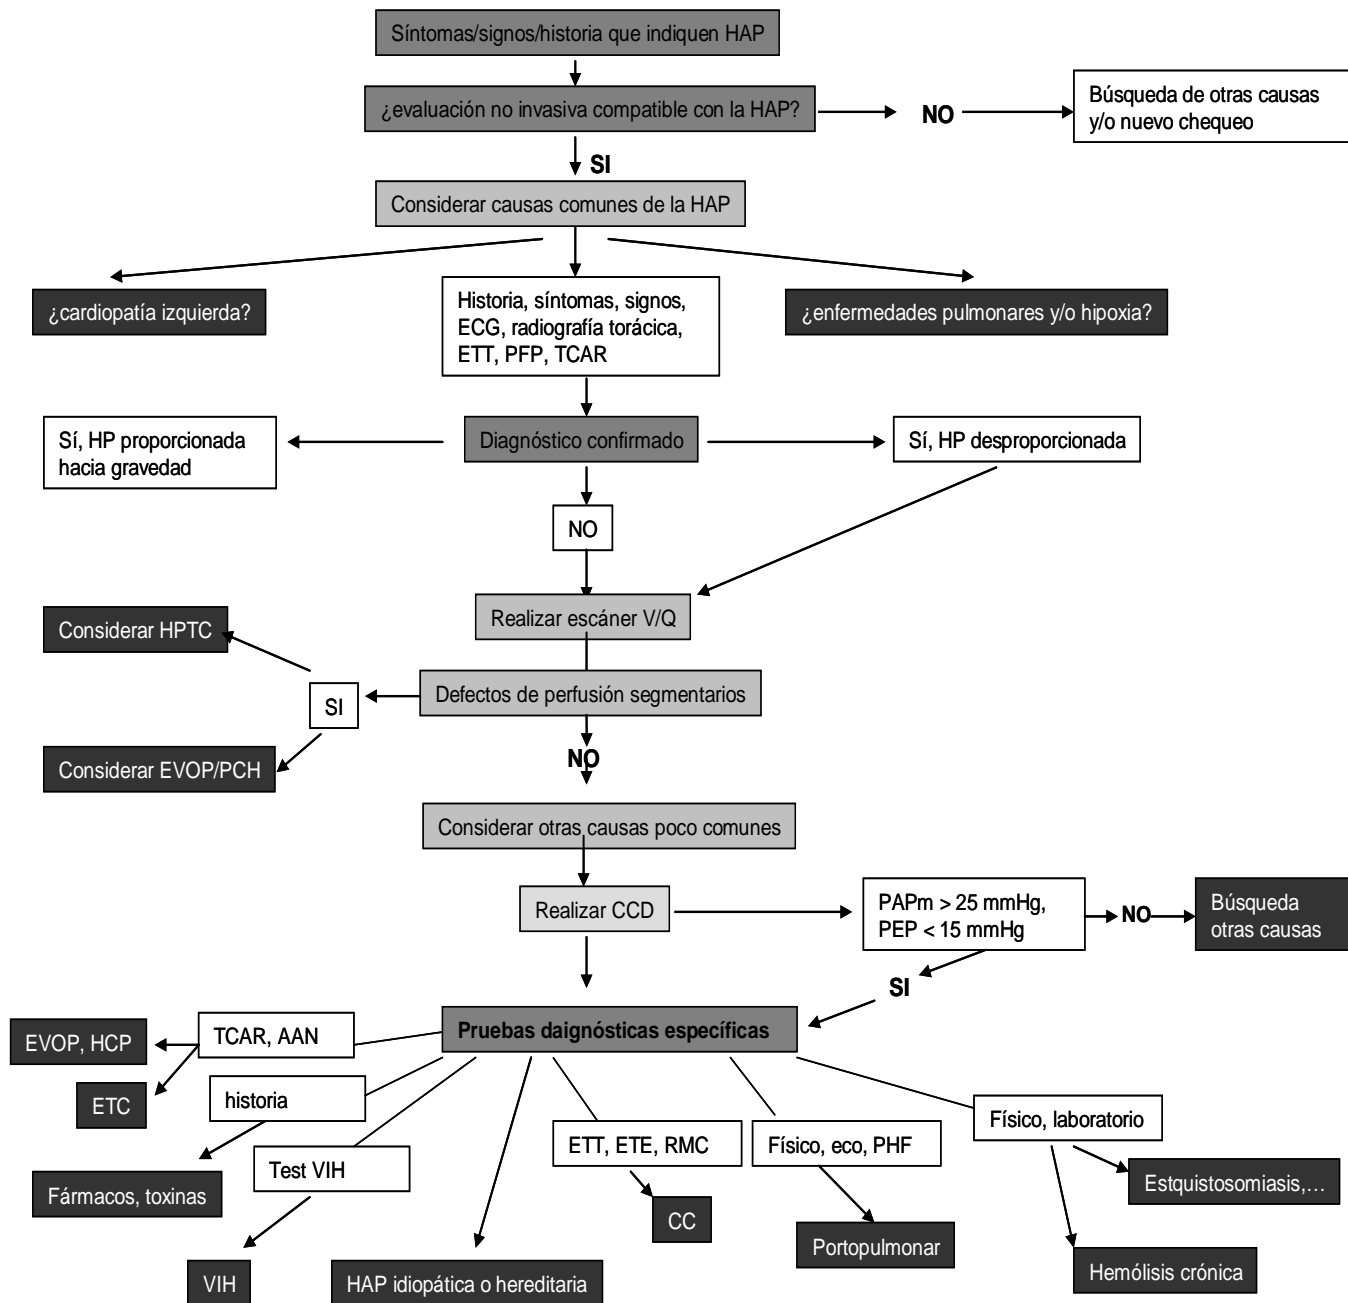 Síntomas/signos/historia que indiquen HAP
¿evaluación no invasiva compatible con la HAP?
NO
Búsqueda de otras causas
y/o nuevo chequeo
SI
Considerar causas comunes de la HAP
¿cardiopatía izquierda?
Historia, síntomas, signos,
ECG, radiografía torácica,
ETT, PFP, TCAR
¿enfermedades pulmonares y/o hipoxia?
Sí, HP proporcionada
hacia gravedad
Diagnóstico confirmado
Sí, HP desproporcionada
NO
Realizar escáner V/Q
Considerar HPTC
Defectos de perfusión segmentarios
SI
Considerar EVOP/PCH
NO
Considerar otras causas poco comunes
Realizar CCD
PAPm > 25 mmHg,
PEP < 15 mmHg
NO
Búsqueda
otras causas
SI
Pruebas daignósticas específicas
EVOP, HCP
TCAR, AAN
ETC
historia
Físico, laboratorio
Test VIH
ETT, ETE, RMC
Físico, eco, PHF
Fármacos, toxinas
Estquistosomiasis,...
CC
Portopulmonar
VIH
HAP idiopática o hereditaria
Hemólisis crónica